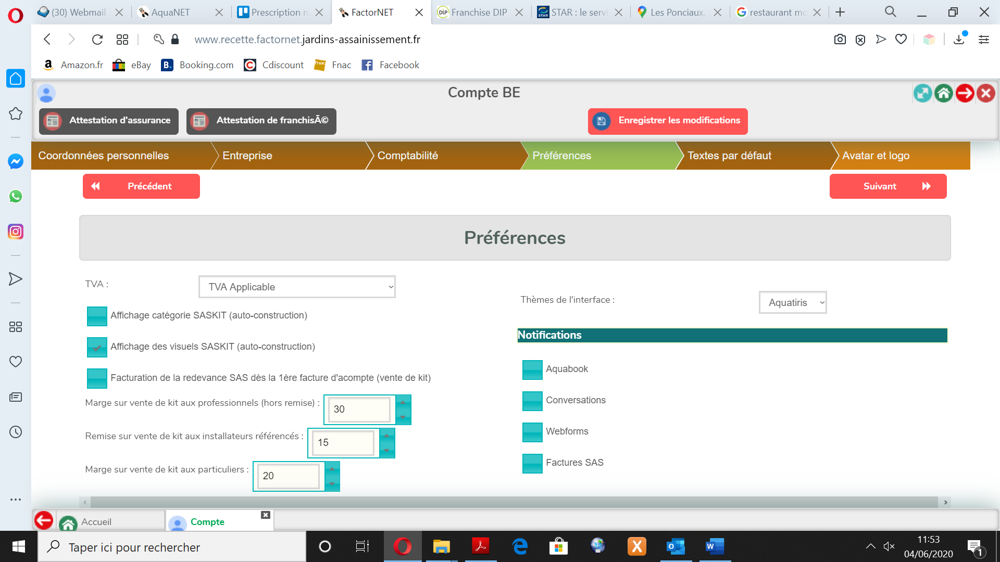 (30) Webmail
AquaNET
Prescription n
FactorNET
Franchise DIP
STAR : le servi
Les Ponciaux,
restaurant mo
www.recette.factornet.jardins-assainissement.fr
Amazon.fr
eBay
Booking.com
Cdiscount
Fnac
Facebook
Compte BE
Attestation d'assurance
Attestation de franchisÃ©
Enregistrer les modifications
Coordonnées personnelles
Entreprise
Comptabilité
Préférences
Textes par défaut
Avatar et logo
Précédent
Suivant
Préférences
TVA :
TVA Applicable
Affichage catégorie SASKIT (auto-construction)
Affichage des visuels SASKIT (auto-construction)
Facturation de la redevance SAS dès la 1ère facture d'acompte (vente de kit)
Marge sur vente de kit aux professionnels (hors remise) :
30
Remise sur vente de kit aux installateurs référencés :
15
Marge sur vente de kit aux particuliers :
20
Thèmes de l'interface :
Aquatiris
Notifications
Aquabook
Conversations
Webforms
Factures SAS
Accueil
Compte
Taper ici pour rechercher
11:53
04/06/2020
1